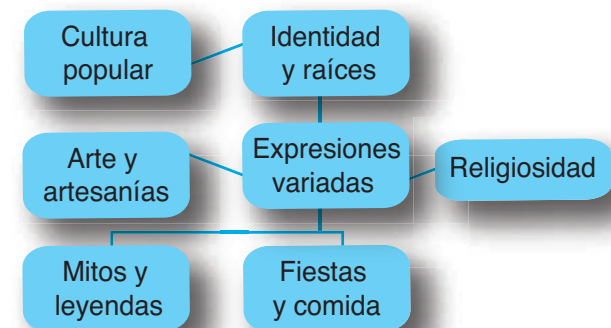 Cultura
popular
Identidad
y raíces
Arte y
artesanías
Expresiones
variadas
Religiosidad
Mitos y
leyendas
Fiestas
y comida